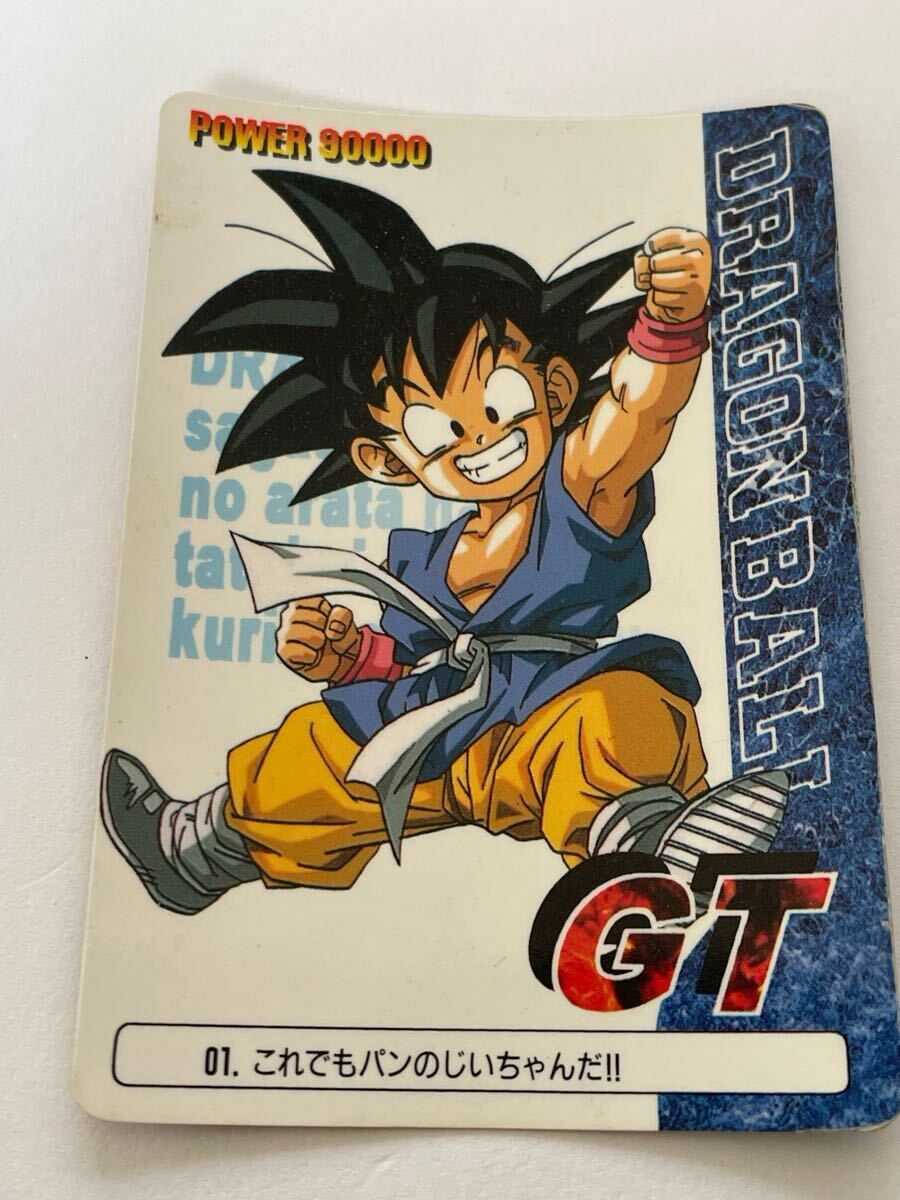 POWER 90000
DRAGON BALL
no arata na
GT
01. これでもパンのじいちゃんだ!!